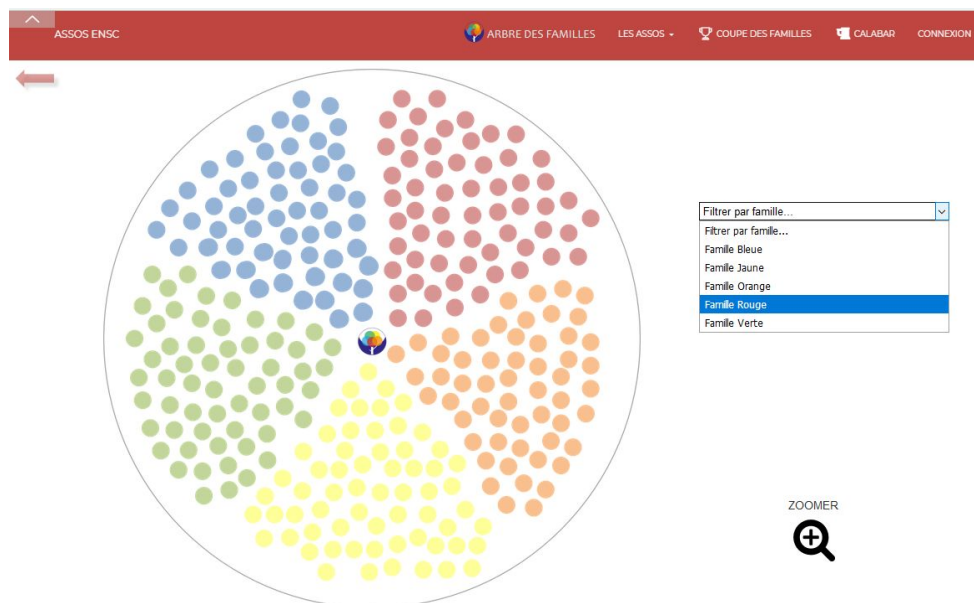 ASSOS ENSC
ARBRE DES FAMILLES
LES ASSOS
COUPE DES FAMILLES
CALABAR
CONNEXION
Filtrer par famille...
Filtrer par famille...
Famille Bleue
Famille Jaune
Famille Orange
Famille Rouge
Famille Verte
ZOOMER